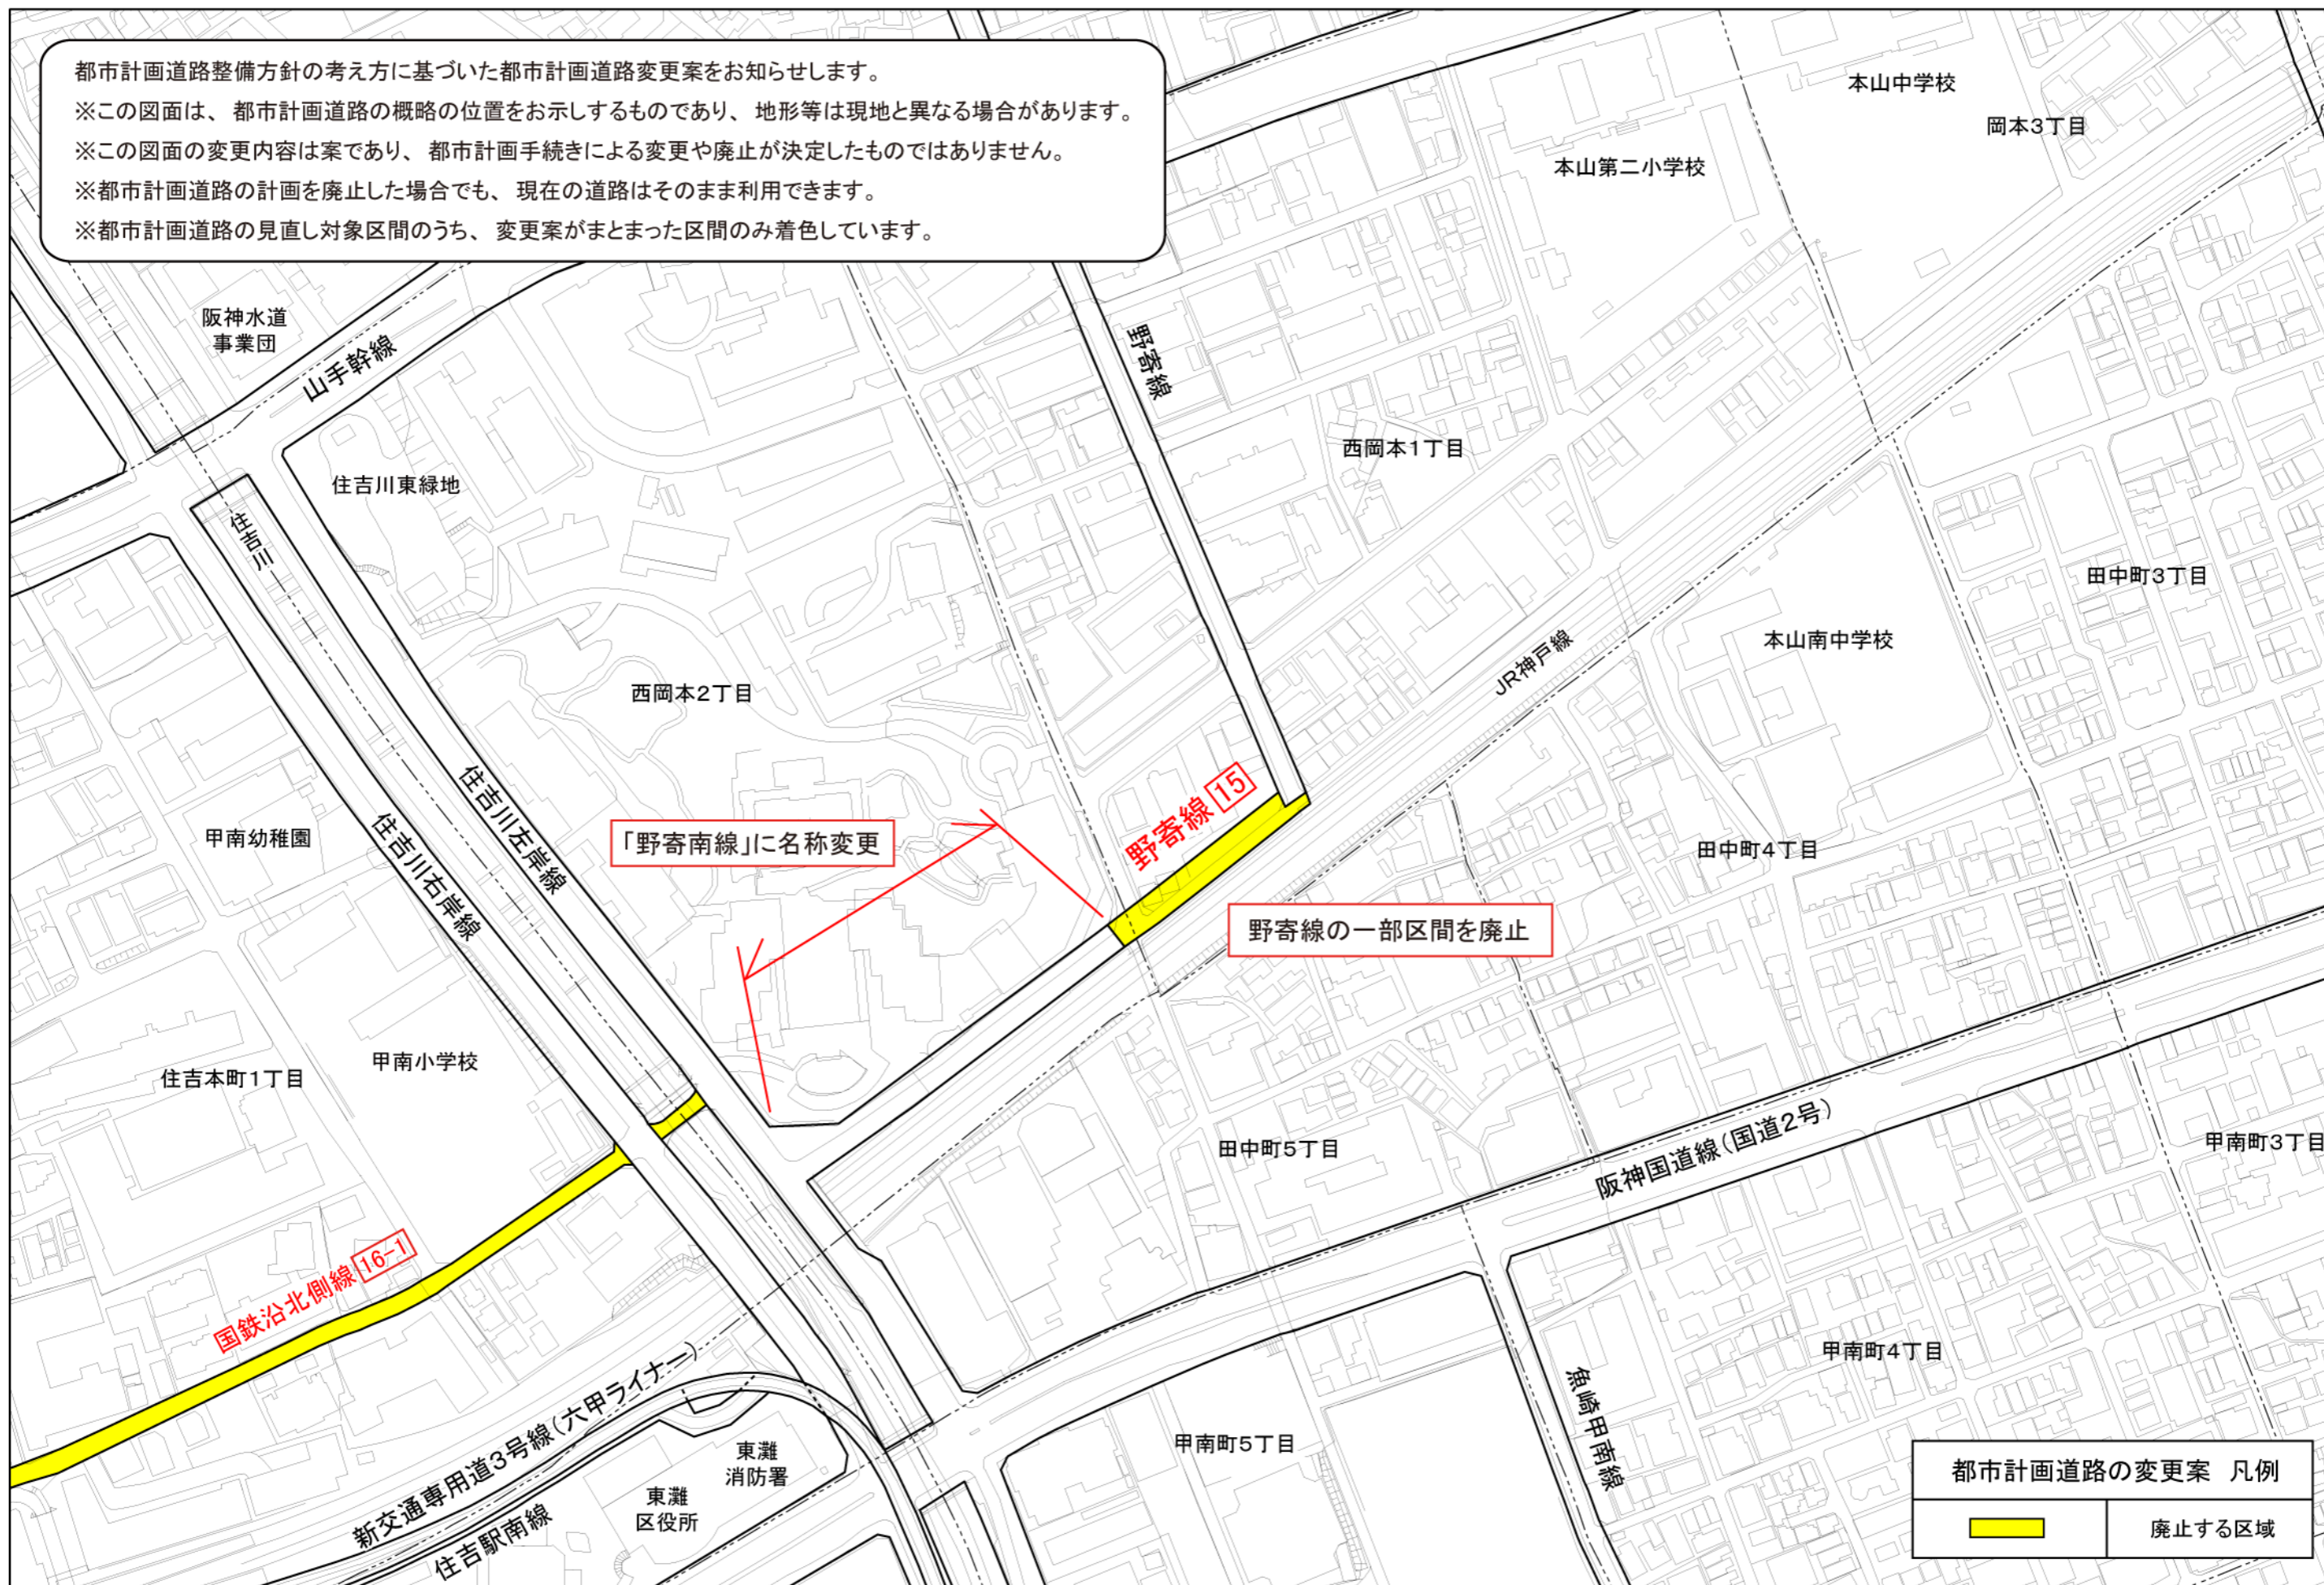 都市計画道路整備方針の考え方に基づいた都市計画道路変更案をお知らせします。
※この図面は、都市計画道路の概略の位置をお示しするものであり、地形等は現地と異なる場合があります。
※この図面の変更内容は案であり、都市計画手続きによる変更や廃止が決定したものではありません。
※都市計画道路の計画を廃止した場合でも、現在の道路はそのまま利用できます。
※都市計画道路の見直し対象区間のうち、変更案がまとまった区間のみ着色しています。
本山中学校
岡本3丁目
本山第二小学校
阪神水道
事業団
山手幹線
野寄線
西岡本1丁目
住吉川東緑地
住吉川
田中町3丁目
本山南中学校
JR神戸線
西岡本2丁目
住吉川左岸線
野寄線15
「野寄南線」に名称変更
甲南幼稚園
住吉川右岸線
田中町4丁目
野寄線の一部区間を廃止
甲南小学校
住吉本町1丁目
田中町5丁目
阪神国道線(国道2号)
甲南町3丁目
国鉄沿北側線16-1
甲南町4丁目
魚崎甲南線
新交通専用道3号線(六甲ライナー)
甲南町5丁目
東灘
消防署
東灘
区役所
住吉駅南線
都市計画道路の変更案 凡例
廃止する区域